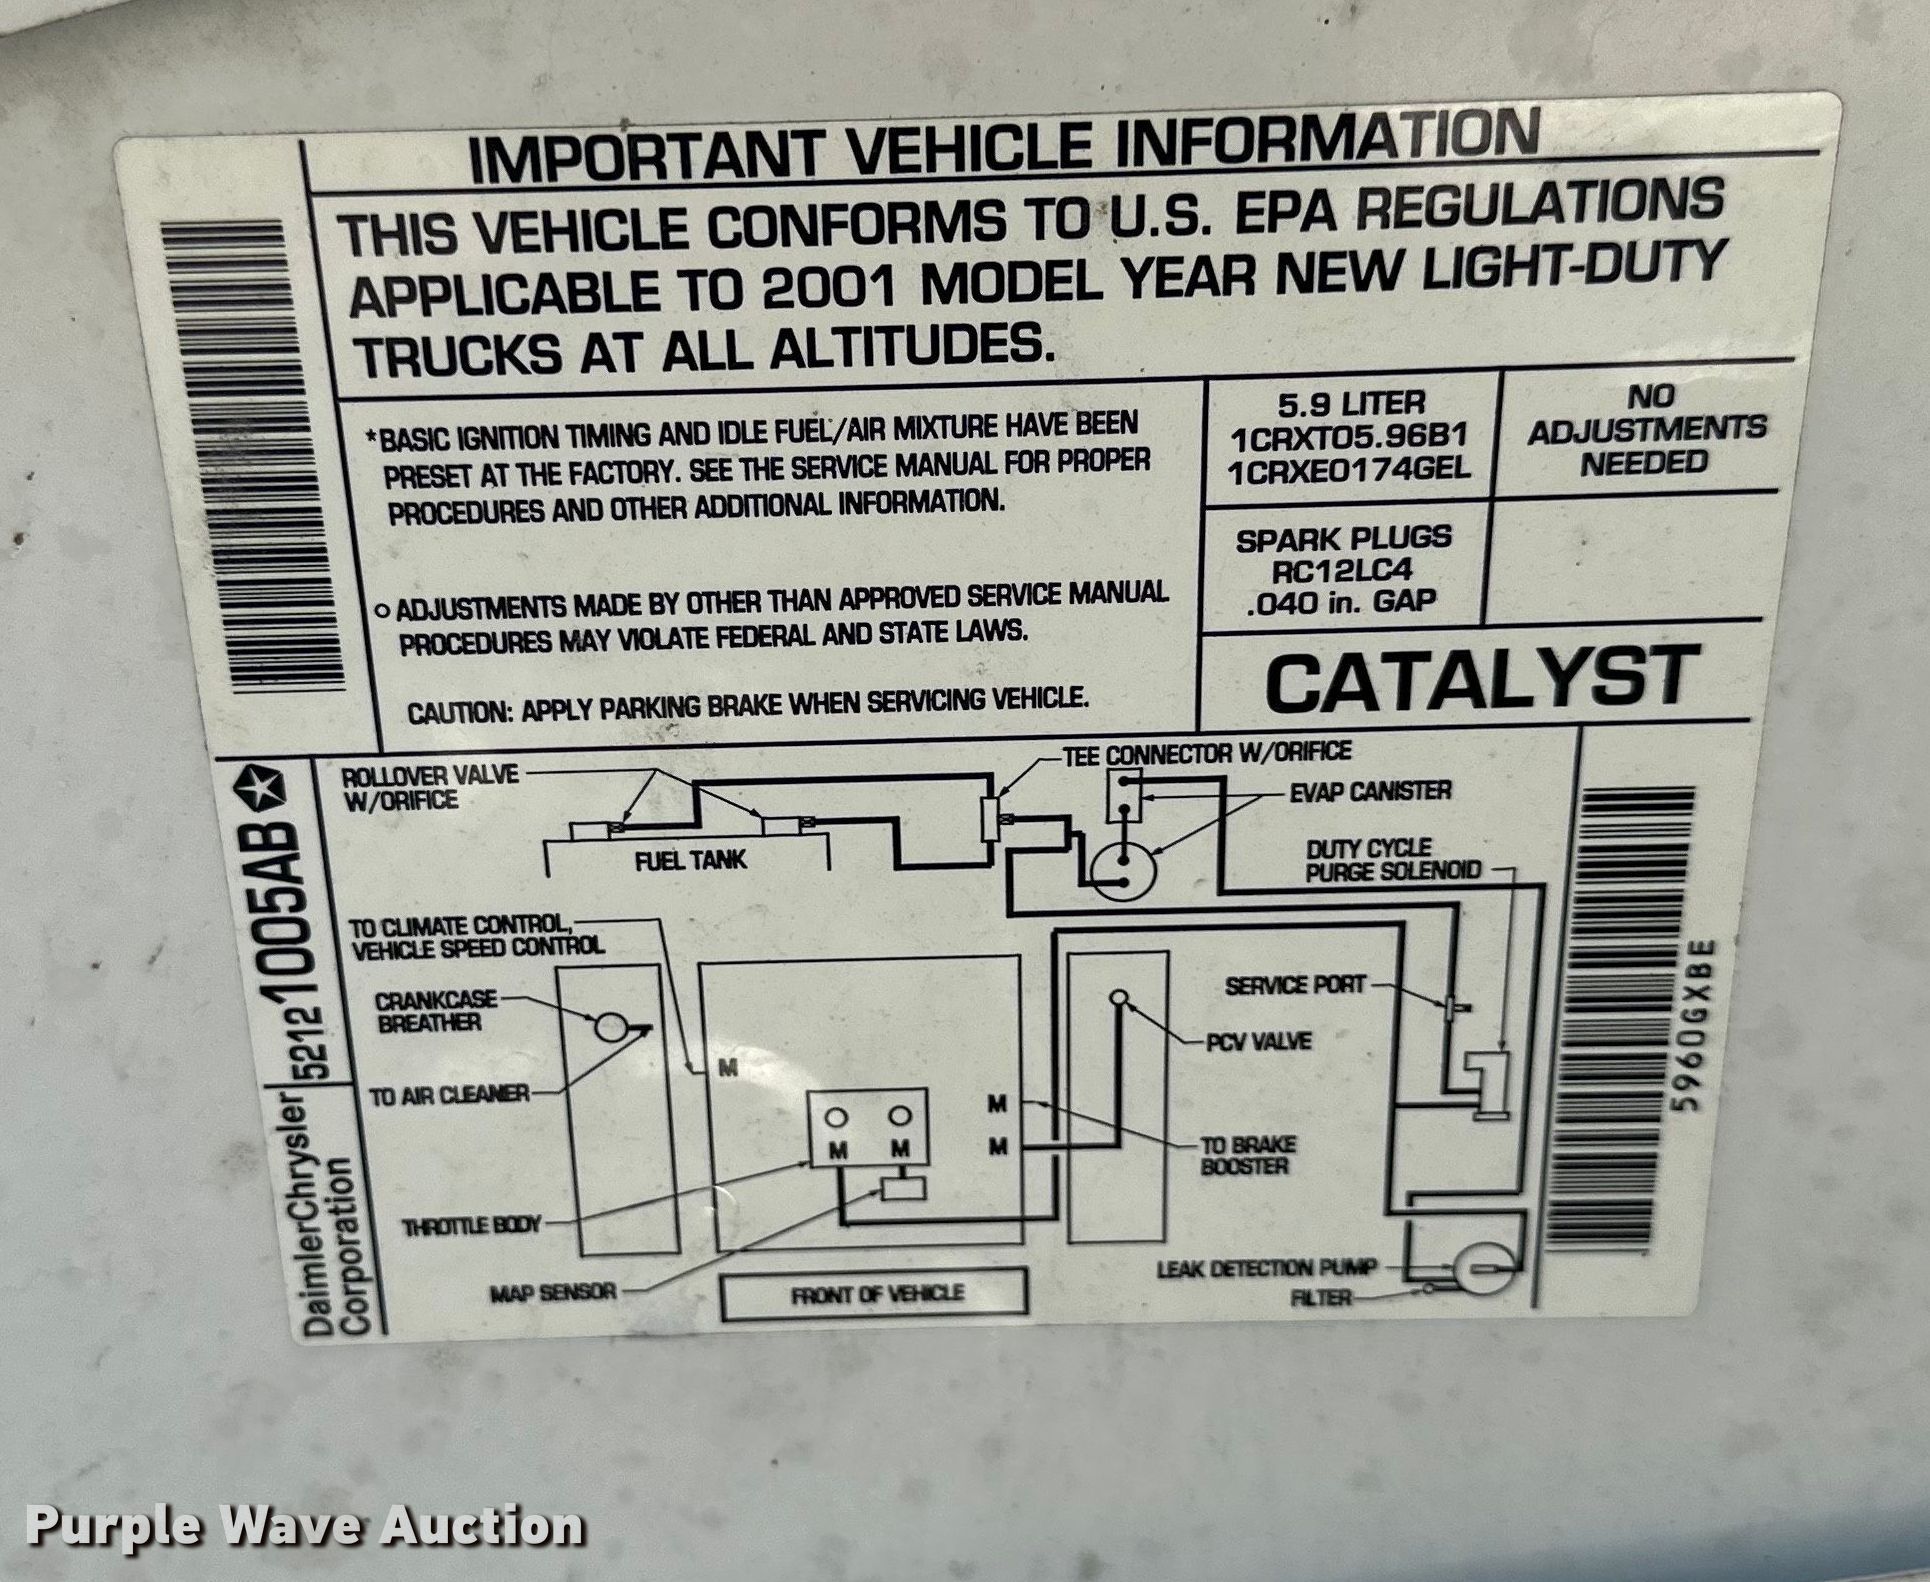 IMPORTANT VEHICLE INFORMATION
THIS VEHICLE CONFORMS TO U.S. EPA REGULATIONS
APPLICABLE TO 2001 MODEL YEAR NEW LIGHT-DUTY
TRUCKS AT ALL ALTITUDES.
*BASIC IGNITION TIMING AND IDLE FUEL/AIR MIXTURE HAVE BEEN
PRESET AT THE FACTORY. SEE THE SERVICE MANUAL FOR PROPER
PROCEDURES AND OTHER ADDITIONAL INFORMATION.
o ADJUSTMENTS MADE BY OTHER THAN APPROVED SERVICE MANUAL
PROCEDURES MAY VIOLATE FEDERAL AND STATE LAWS.
CAUTION: APPLY PARKING BRAKE WHEN SERVICING VEHICLE.
5.9 LITER
1CRXT05.96B1
1CRXE0174GEL
NO
ADJUSTMENTS
NEEDED
SPARK PLUGS
RC12LC4
.040 in. GAP
CATALYST
DaimlerChrysler
Corporation
52121005AB
ROLLOVER VALVE
W/ORIFICE
TEE CONNECTOR W/ORIFICE
EVAP CANISTER
FUEL TANK
DUTY CYCLE
PURGE SOLENOID
TO CLIMATE CONTROL,
VEHICLE SPEED CONTROL
CRANKCASE
BREATHER
SERVICE PORT
PCV VALVE
TO AIR CLEANER
M
M
M
M
M
TO BRAKE
BOOSTER
THROTTLE BODY
MAP SENSOR
LEAK DETECTION PUMP
FILTER
FRONT OF VEHICLE
5960GXBE
Purple Wave Auction